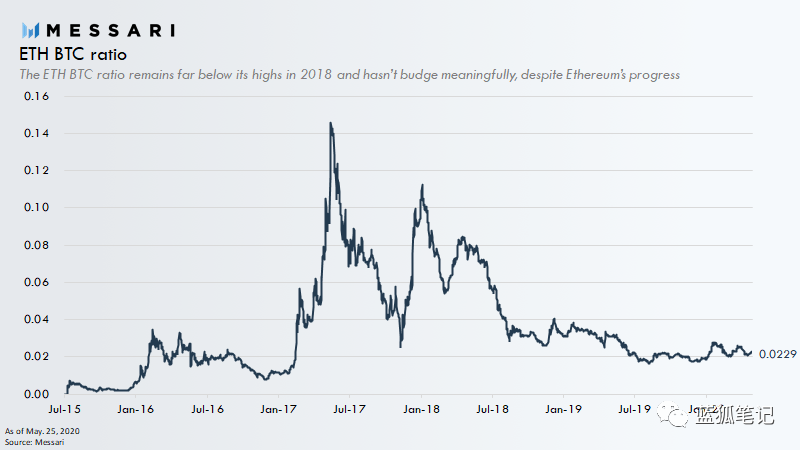 MESSARI
ETH BTC ratio
The ETH BTC ratio remains far below its highs in 2018 and hasn't budge meaningfully, despite Ethereum's progress
0.16
0.14
0.12
0.10
0.08
0.06
0.04
0.02
0.00
0.0229
Jul-15 Jan-16 Jul-16 Jan-17 Jul-17 Jan-18 Jul-18 Jan-19 Jul-19 Jan-20
蓝狐笔记
As of May. 25, 2020
Source: Messari